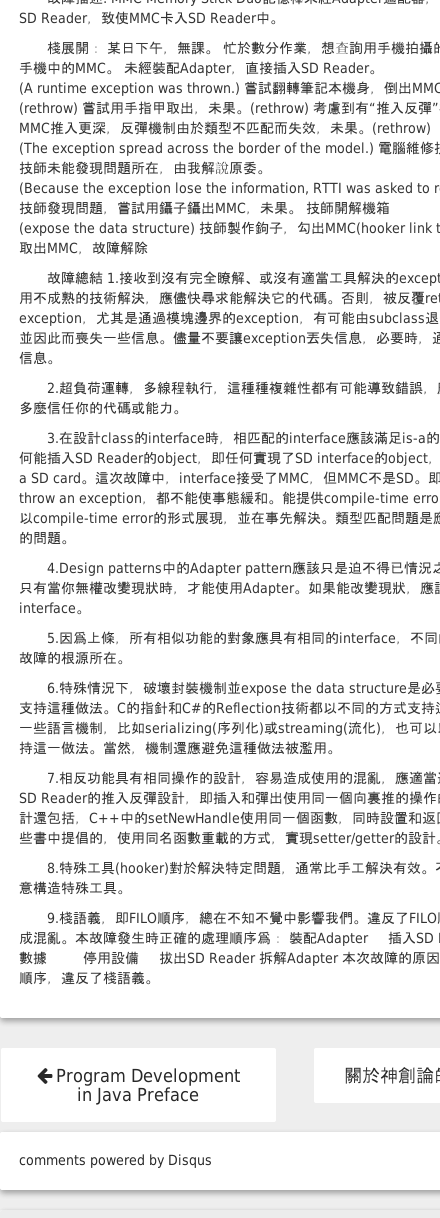 SD Reader，致使MMC卡入SD Reader中。
棧展開﹕ 某日下午，無課。 忙於數分作業，想查詢用手機拍攝的
手機中的MMC。 未經裝配Adapter，直接插入SD Reader。
(A runtime exception was thrown.) 嘗試翻轉筆記本機身，倒出MMC
(rethrow) 嘗試用手指甲取出，未果。(rethrow) 考慮到有“推入反彈”
MMC推入更深，反彈機制由於類型不匹配而失效，未果。(rethrow)
(The exception spread across the border of the model.) 電腦維修
技師未能發現問題所在，由我解說原委。
(Because the exception lose the information, RTTI was asked to
技師發現問題，嘗試用鑷子鑷出MMC，未果。 技師開解機箱
(expose the data structure) 技師製作鉤子，勾出MMC(hooker link
取出MMC，故障解除
故障總結 1.接收到沒有完全瞭解、或沒有適當工具解決的
用不成熟的技術解決，應儘快尋求能解決它的代碼。否則，被反覆
exception，尤其是通過模塊邊界的exception，有可能由subclass退
並因此而喪失一些信息。儘量不要讓exception丟失信息，必要時，
信息。
2.超負荷運轉，多線程執行，這種種複雜性都有可能導致錯誤，
多麼信任你的代碼或能力。
3.在設計class的interface時，相匹配的interface應該滿足is-a的
何能插入SD Reader的object，即任何實現了SD interface的object，
a SD card。這次故障中，interface接受了MMC，但MMC不是SD。即
throw an exception，都不能使事態緩和。能提供compile-time
以compile-time error的形式展現，並在事先解決。類型匹配問題是
的問題。
4.Design patterns中的Adapter pattern應該只是迫不得已情況
只有當你無權改變現狀時，才能使用Adapter。如果能改變現狀，應
interface。
5.因爲上條，所有相似功能的對象應具有相同的interface，不同
故障的根源所在。
6.特殊情況下，破壞封裝機制並expose the data structure是必
支持這種做法。C的指針和C#的Reflection技術都以不同的方式支持
一些語言機制，比如serializing(序列化)或streaming(流化)，也可以
持這一做法。當然，機制還應避免這種做法被濫用。
7.相反功能具有相同操作的設計，容易造成使用的混亂，應適當
SD Reader的推入反彈設計，即插入和彈出使用同一個向裏推的操作
計還包括，C++中的setNewHandle使用同一個函數，同時設置和返
些書中提倡的，使用同名函數重載的方式，實現setter/getter的設計。
8.特殊工具(hooker)對於解決特定問題，通常比手工解決有效。
意構造特殊工具。
9.棧語義，即FILO順序，總在不知不覺中影響我們。違反了FILO
成混亂。本故障發生時正確的處理順序爲﹕ 裝配Adapter 插入SD
數據 停用設備 拔出SD Reader 拆解Adapter 本次故障的原因
順序，違反了棧語義。
Program Development
in Java Preface
關於神創論的
comments powered by Disqus